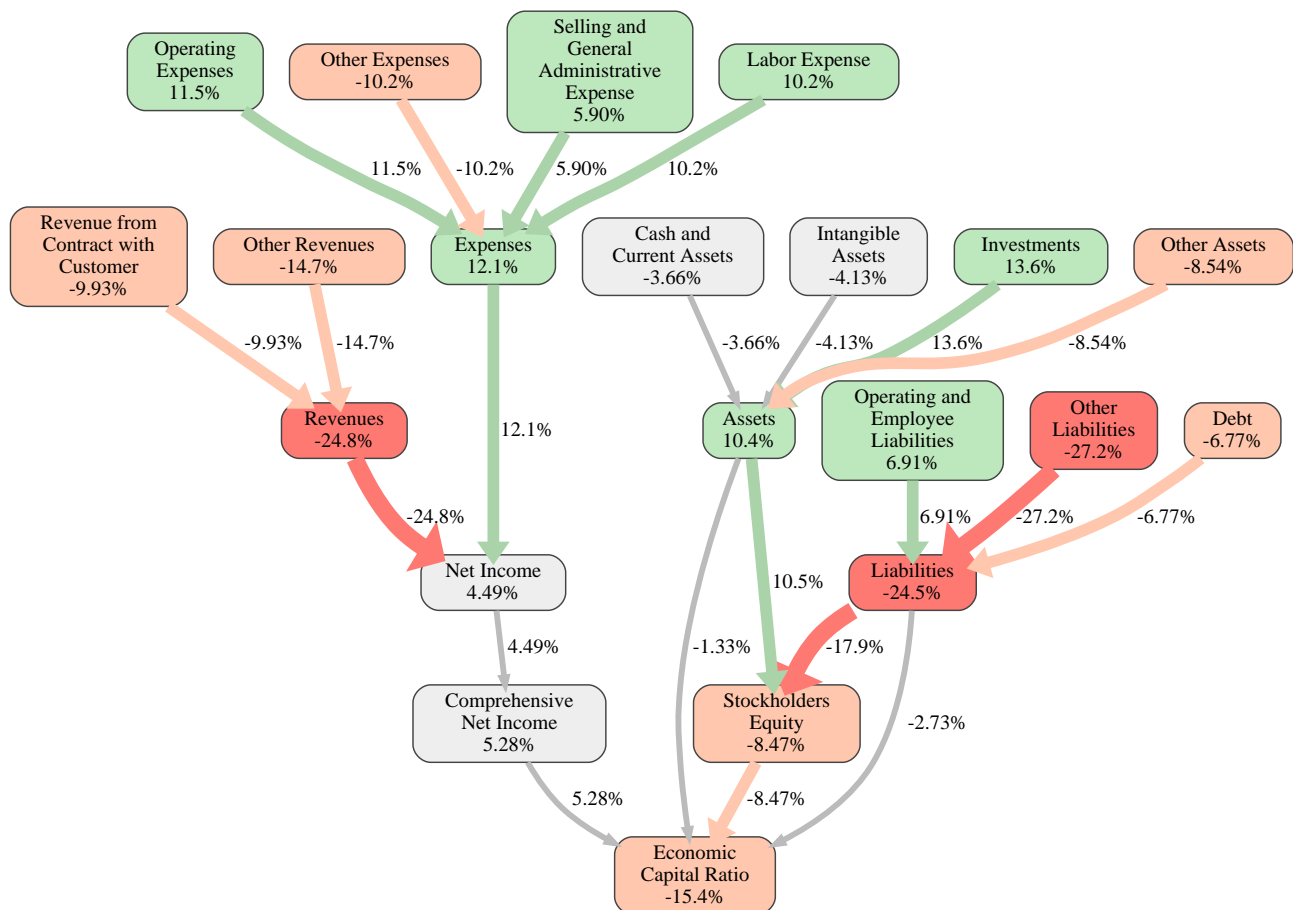 Operating
Expenses
11.5%
Other Expenses
-10.2%
Selling and
General
Administrative
Expense
5.90%
Labor Expense
10.2%
11.5%
-10.2%
5.90%
10.2%
Revenue from
Contract with
Customer
-9.93%
Other Revenues
-14.7%
Expenses
12.1%
Cash and
Current Assets
-3.66%
Intangible
Assets
-4.13%
Investments
13.6%
Other Assets
-8.54%
-9.93%
-14.7%
-3.66%
-4.13%
13.6%
-8.54%
Revenues
-24.8%
12.1%
Assets
10.4%
Operating and
Employee
Liabilities
6.91%
Other
Liabilities
-27.2%
Debt
-6.77%
-24.8%
6.91%
-27.2%
-6.77%
Net Income
4.49%
10.5%
Liabilities
-24.5%
4.49%
-1.33%
-17.9%
Comprehensive
Net Income
5.28%
Stockholders
Equity
-8.47%
-2.73%
5.28%
-8.47%
Economic
Capital Ratio
-15.4%